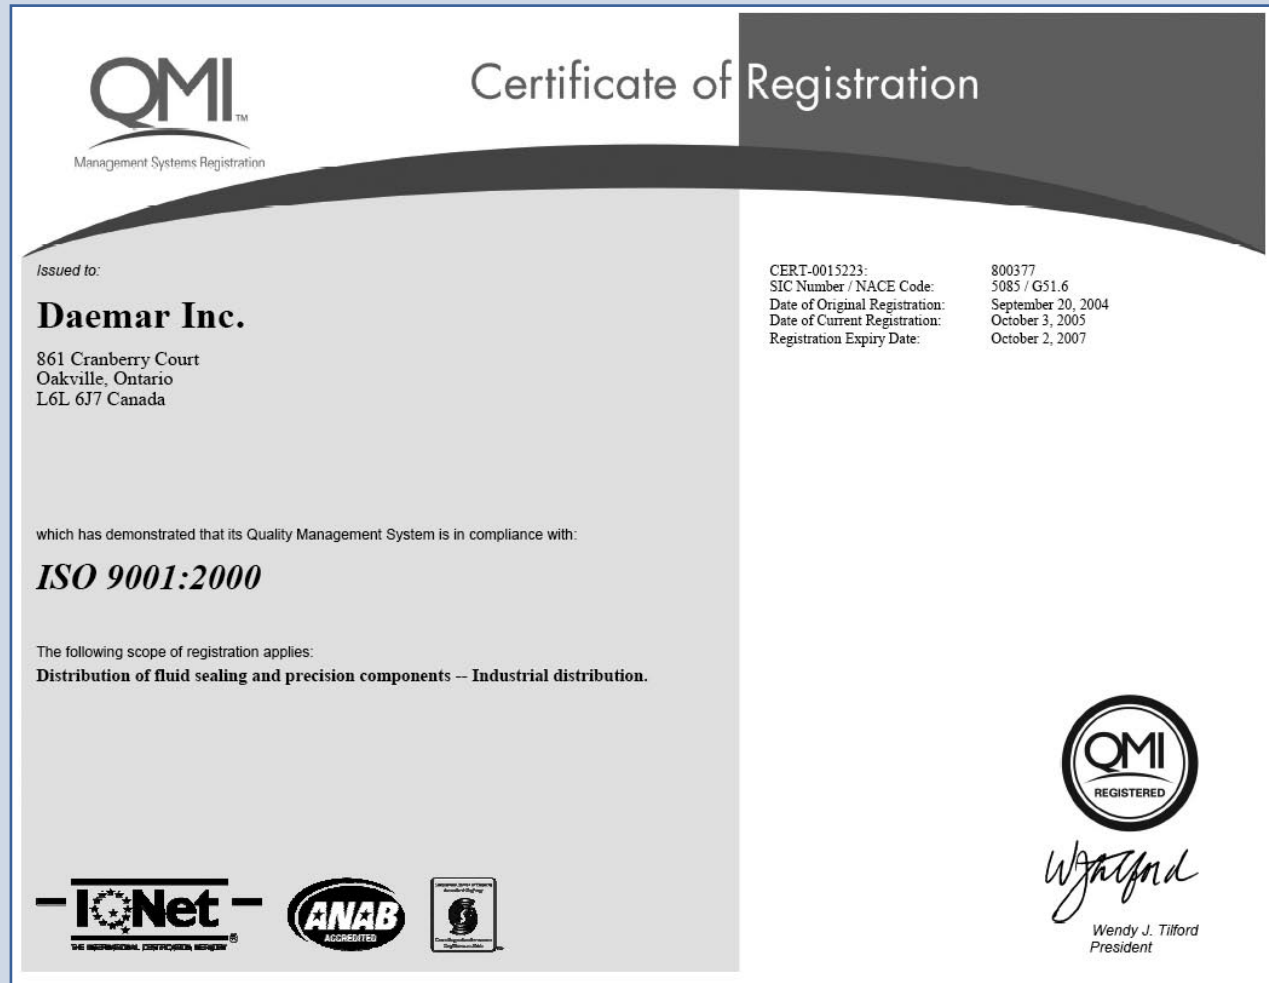 QMI™
Management Systems Registration
Certificate of Registration
Issued to:
Daemar Inc.
861 Cranberry Court
Oakville, Ontario
L6L 6J7 Canada
CERT-0015223: 800377
SIC Number / NACE Code: 5085 / G51.6
Date of Original Registration: September 20, 2004
Date of Current Registration: October 3, 2005
Registration Expiry Date: October 2, 2007
which has demonstrated that its Quality Management System is in compliance with:
ISO 9001:2000
The following scope of registration applies:
Distribution of fluid sealing and precision components -- Industrial distribution.
IQNet®
THE INTERNATIONAL CERTIFICATION NETWORK
ANAB
ACCREDITED
QMI
REGISTERED
Wendy J. Tilford
President